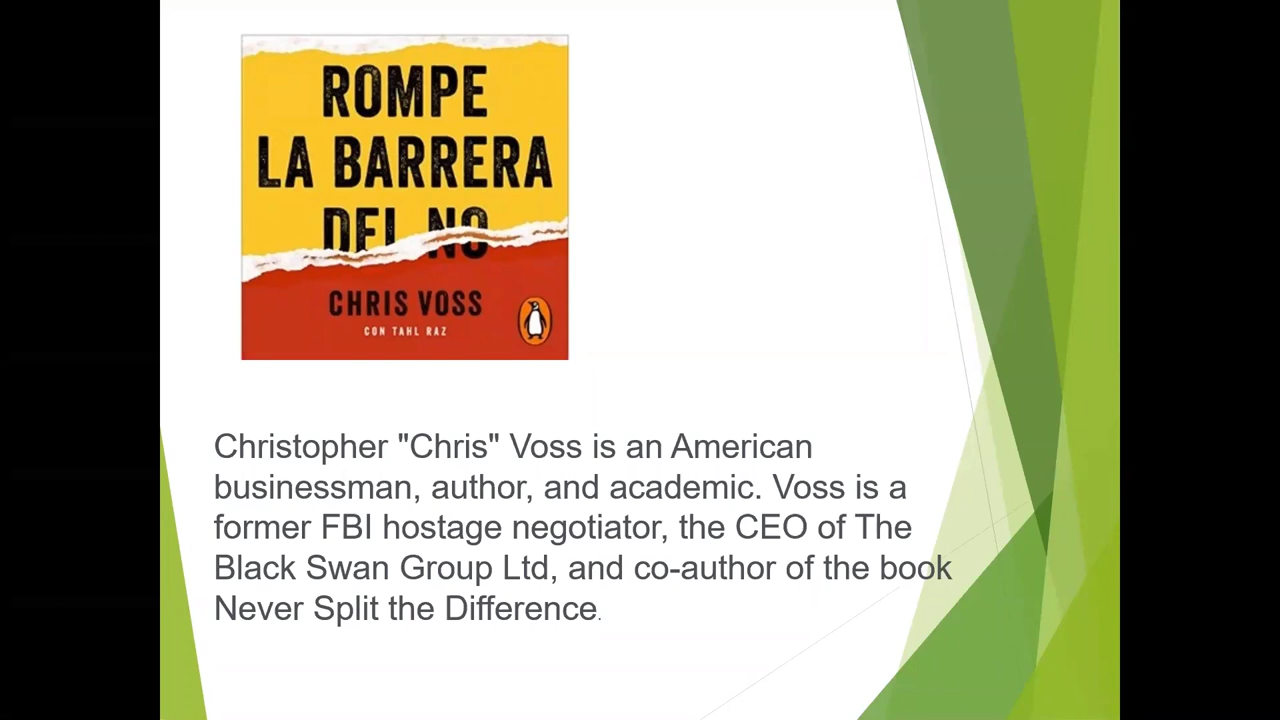 ROMPE
LA BARRERA
DEL NO
CHRIS VOSS
CON TAHL RAZ
Christopher "Chris" Voss is an American
businessman, author, and academic. Voss is a
former FBI hostage negotiator, the CEO of The
Black Swan Group Ltd, and co-author of the book
Never Split the Difference.